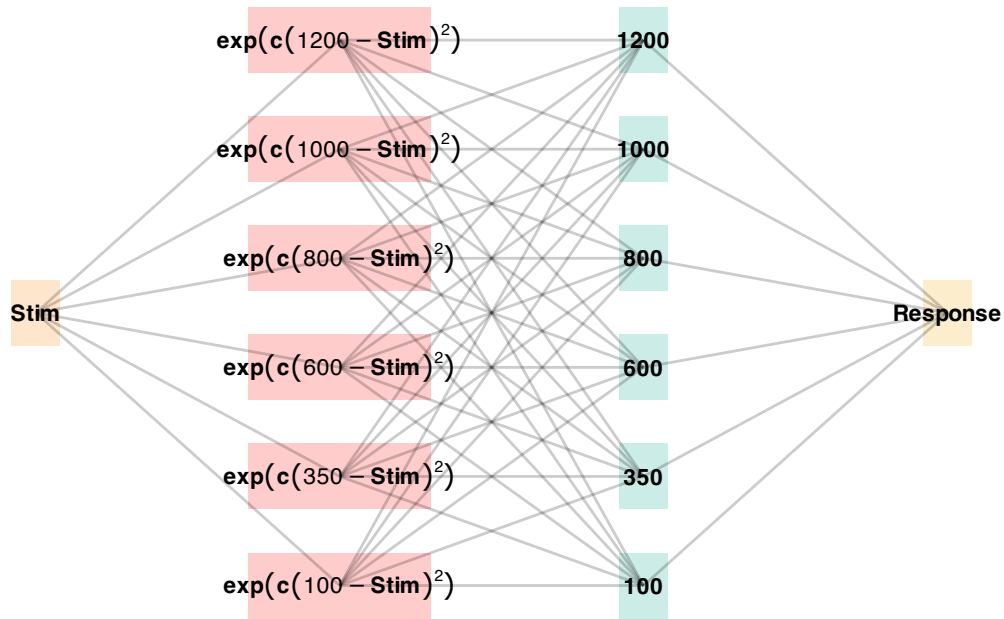 exp(c(1200 − Stim)²)
1200
exp(c(1000 − Stim)²)
1000
exp(c(800 − Stim)²)
800
Stim
Response
exp(c(600 − Stim)²)
600
exp(c(350 − Stim)²)
350
exp(c(100 − Stim)²)
100